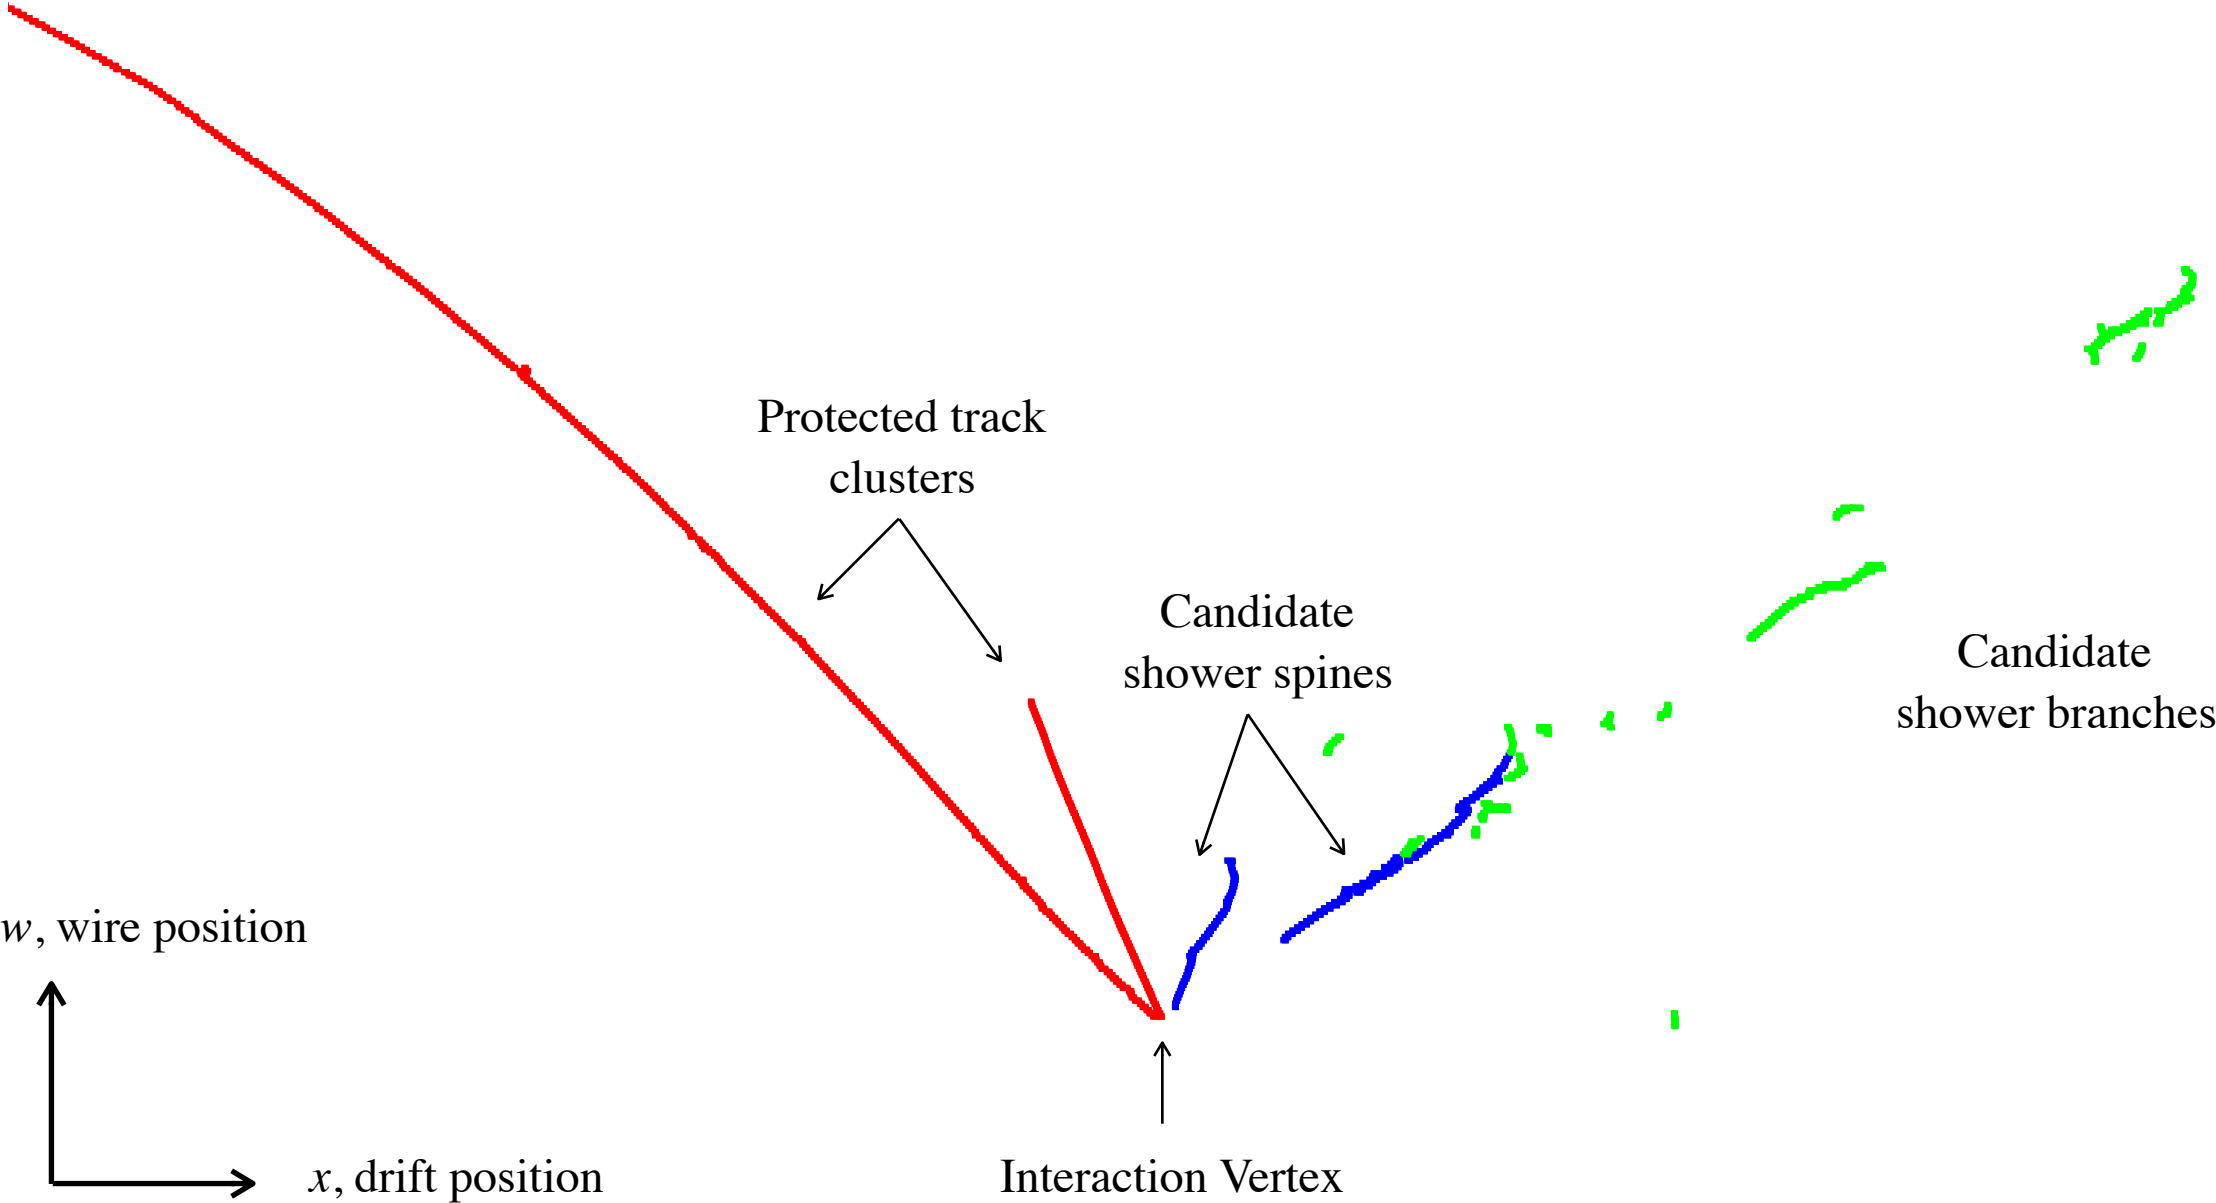 Protected track
clusters
Candidate
shower spines
Candidate
shower branches
w, wire position
x, drift position
Interaction Vertex